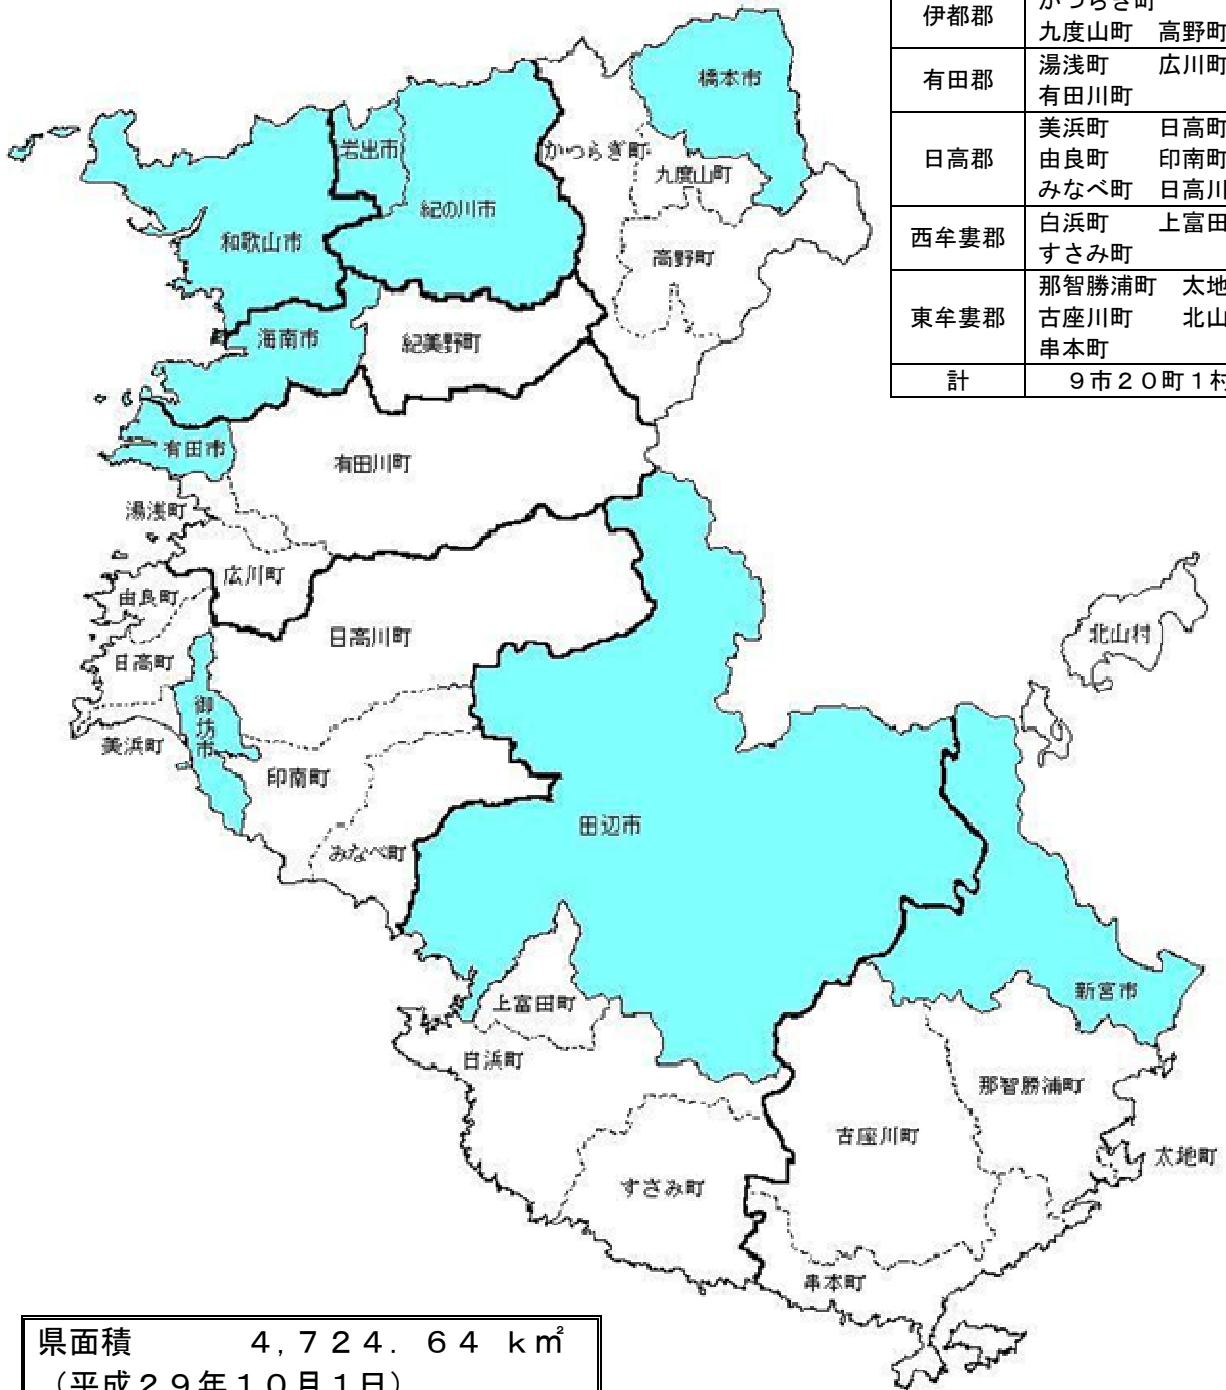 伊都郡 かつらぎ町
九度山町 高野町
有田郡 湯浅町 広川町
有田川町
日高郡 美浜町 日高町
由良町 印南町
みなべ町 日高川
西牟婁郡 白浜町 上富田
すさみ町
東牟婁郡 那智勝浦町 太地
古座川町 北山
串本町
計 9市20町1村
橋本市
岩出市
かつらぎ町
九度山町
紀の川市
和歌山市
高野町
海南市
紀美野町
有田市
有田川町
湯浅町
広川町
由良町
日高川町
北山村
日高町
御坊市
美浜町
印南町
田辺市
みなべ町
新宮市
上富田町
白浜町
那智勝浦町
古座川町
太地町
すさみ町
串本町
県面積 4,724.64 k㎡
(平成29年10月1日)